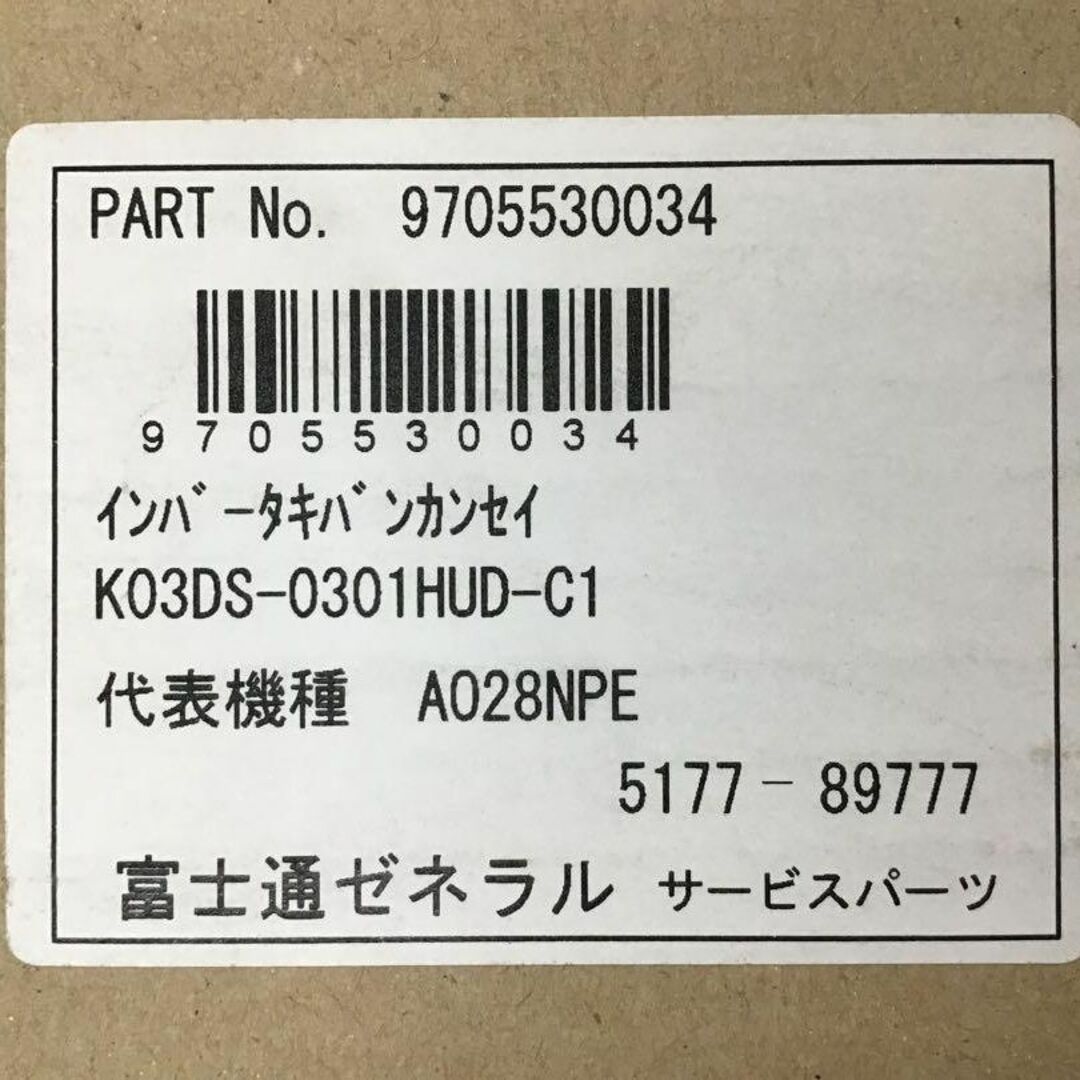 PART No. 9705530034
9705530034
ｲﾝﾊﾞｰﾀｷﾊﾞﾝｶﾝｾｲ
K03DS-0301HUD-C1
代表機種 AO28NPE
5177-89777
富士通ゼネラル サービスパーツ